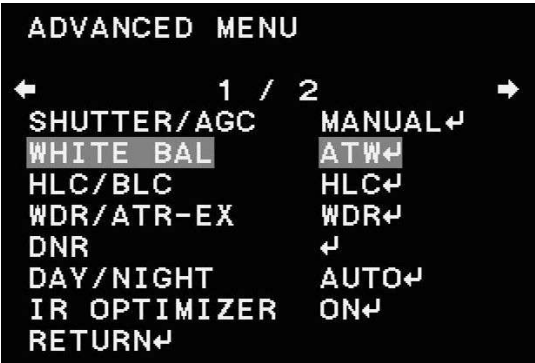 ADVANCED MENU
← 1 / 2 →
SHUTTER/AGC MANUAL↵
WHITE BAL ATW↵
HLC/BLC HLC↵
WDR/ATR-EX WDR↵
DNR ↵
DAY/NIGHT AUTO↵
IR OPTIMIZER ON↵
RETURN↵